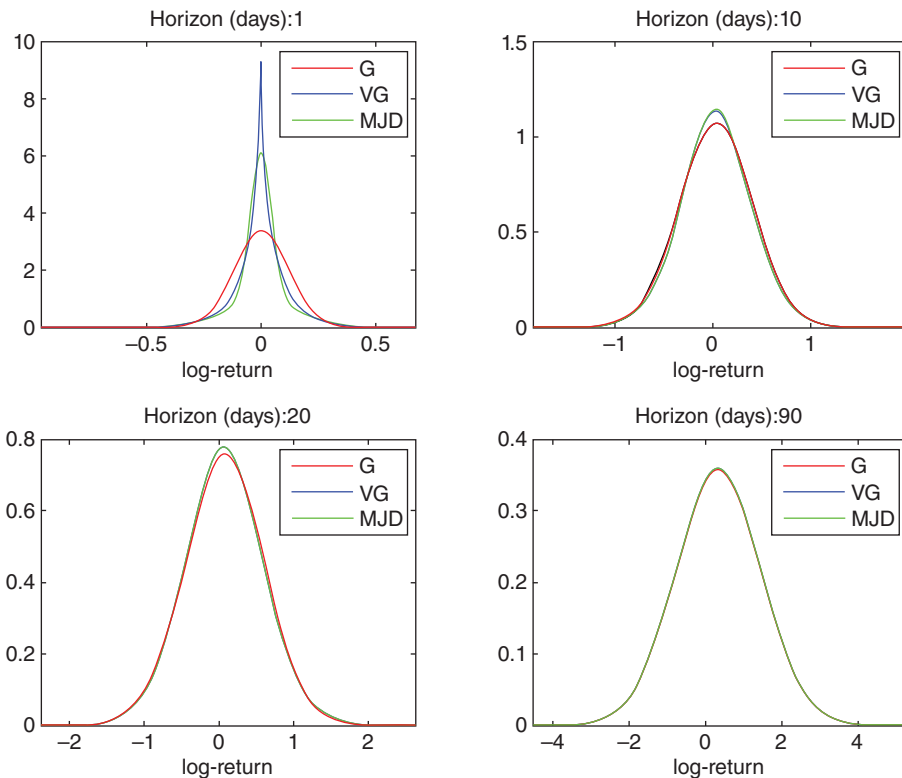 Horizon (days):1
10
8
6
4
2
0
G
VG
MJD
–0.5
0
0.5
log-return
Horizon (days):10
1.5
1
0.5
0
G
VG
MJD
–1
0
1
log-return
Horizon (days):20
0.8
0.6
0.4
0.2
0
G
VG
MJD
–2
–1
0
1
2
log-return
Horizon (days):90
0.4
0.3
0.2
0.1
0
G
VG
MJD
–4
–2
0
2
4
log-return